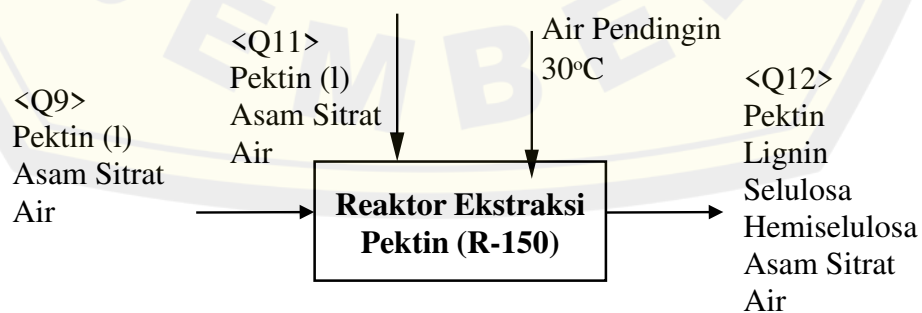 <Q9>
Pektin (l)
Asam Sitrat
Air
<Q11>
Pektin (l)
Asam Sitrat
Air
Air Pendingin
30°C
Reaktor Ekstraksi
Pektin (R-150)
<Q12>
Pektin
Lignin
Selulosa
Hemiselulosa
Asam Sitrat
Air